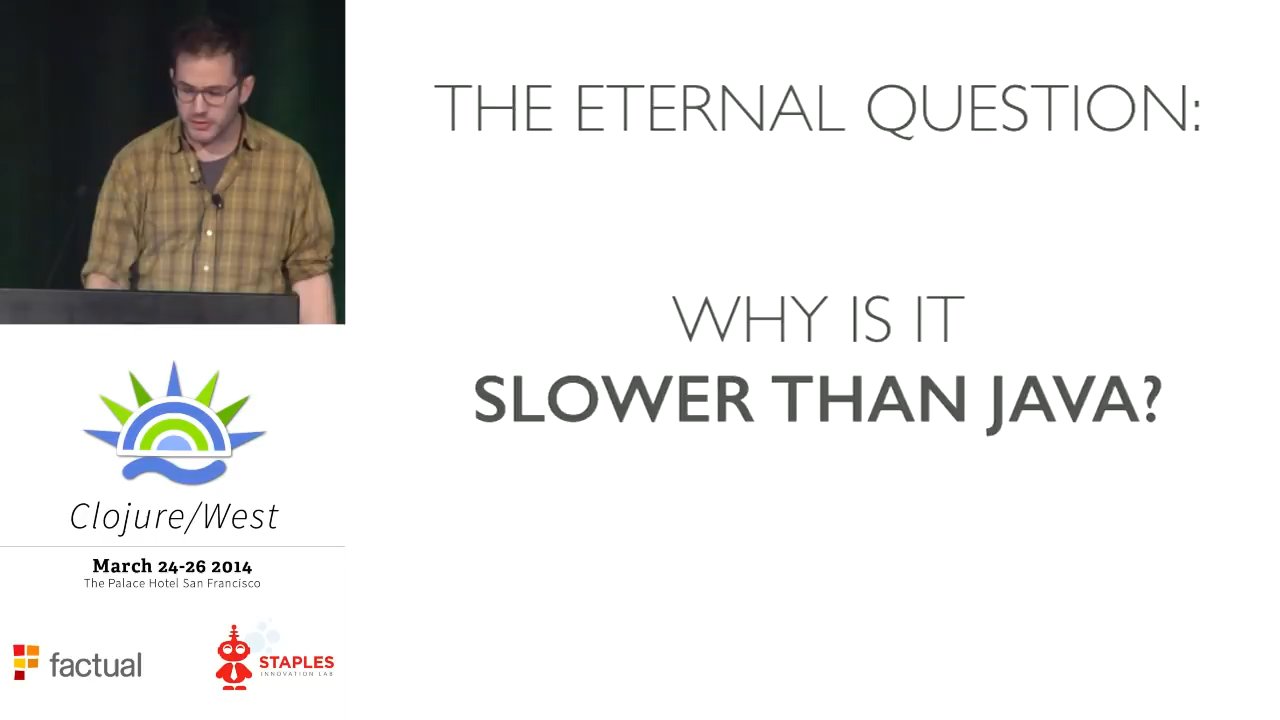 THE ETERNAL QUESTION:
WHY IS IT
SLOWER THAN JAVA?
Clojure/West
March 24-26 2014
The Palace Hotel San Francisco
factual
STAPLES
INNOVATION LAB